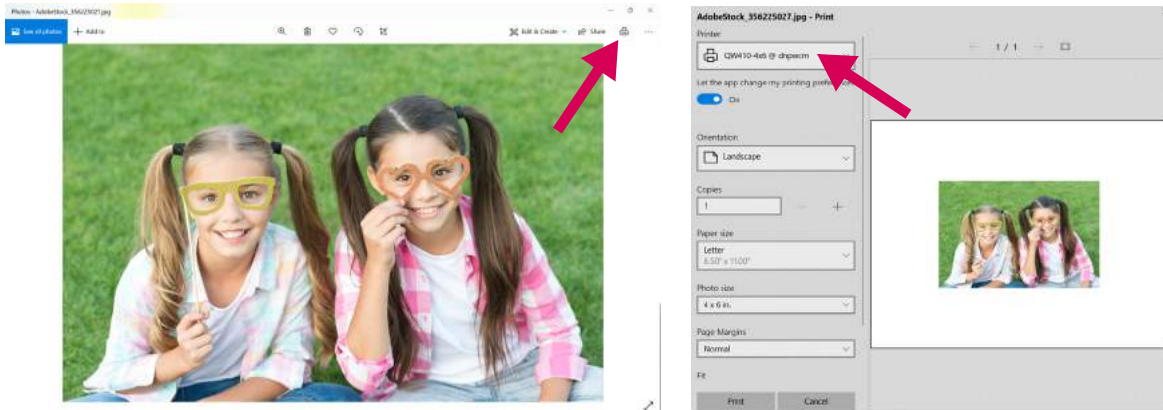 Photos - AdobeStock_356225027.jpg
See all photos + Add to Edit & Create Share
AdobeStock_356225027.jpg - Print
Printer
QW410-4x6 @ dnpwcm
1 / 1
Let the app change my printing
On
Orientation
Landscape
Copies
1
Paper size
Letter
8.50" x 11.00"
Photo size
4 x 6 in.
Page Margins
Normal
Fit
Print Cancel